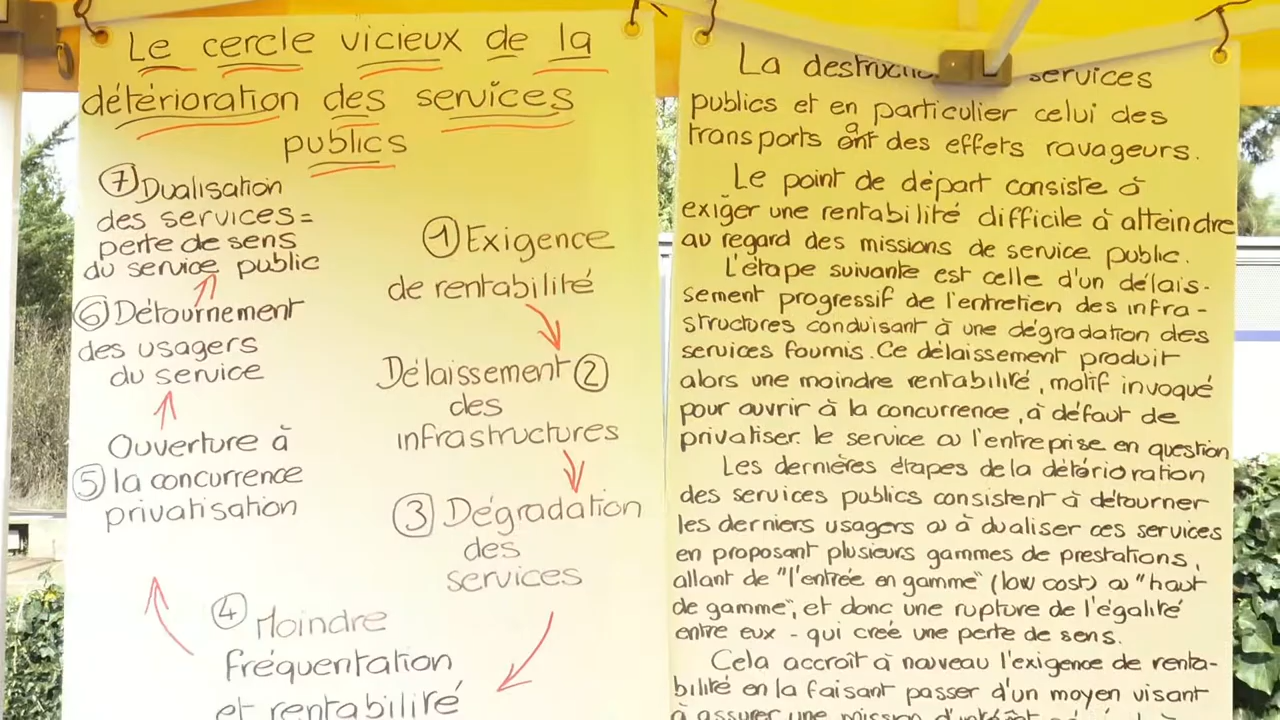 Le cercle vicieux de la
détérioration des services
publics
① Exigence
de rentabilité
Délaissement ②
des
infrastructures
③ Dégradation
des
services
④ Moindre
fréquentation
et rentabilité
Ouverture à
⑤ la concurrence
privatisation
⑥ Détournement
des usagers
du service
⑦ Dualisation
des services =
perte de sens
du service public
La services
publics et en particulier celui des
transports a des effets ravageurs.
Le point de départ consiste à
exiger une rentabilité difficile à atteindre
au regard des missions de service public.
L'étape suivante est celle d'un délais-
sement progressif de l'entretien des infra-
structures conduisant à une dégradation des
services fournis. Ce délaissement produit
alors une moindre rentabilité, motif invoqué
pour ouvrir à la concurrence, à défaut de
privatiser le service ou l'entreprise en question
Les dernières étapes de la détérioration
des services publics consistent à détourner
les derniers usagers ou à dualiser ces services
en proposant plusieurs gammes de prestations,
allant de "l'entrée en gamme" (low cost) au "haut
de gamme", et donc une rupture de l'égalité
entre eux - qui crée une perte de sens.
Cela accroît à nouveau l'exigence de renta-
bilité en la faisant passer d'un moyen visant
à assurer une mission d'intérêt